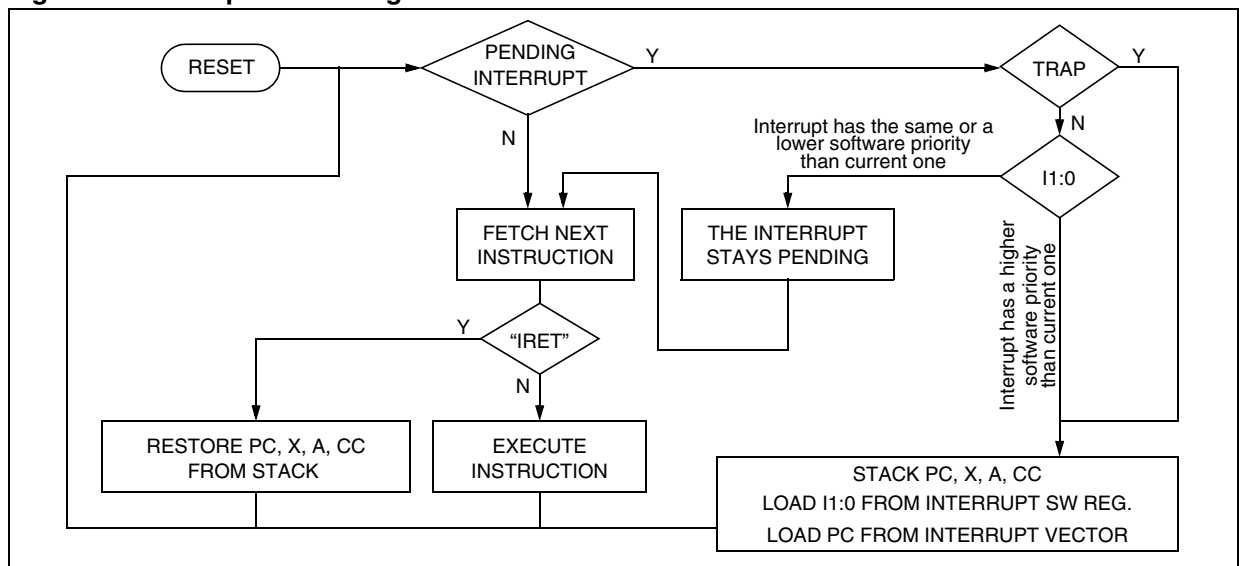 RESET
PENDING
INTERRUPT
Y
TRAP
Y
N
N
Interrupt has the same or a
lower software priority
than current one
I1:0
FETCH NEXT
INSTRUCTION
THE INTERRUPT
STAYS PENDING
Interrupt has a higher
software priority
than current one
Y
“IRET”
N
RESTORE PC, X, A, CC
FROM STACK
EXECUTE
INSTRUCTION
STACK PC, X, A, CC
LOAD I1:0 FROM INTERRUPT SW REG.
LOAD PC FROM INTERRUPT VECTOR